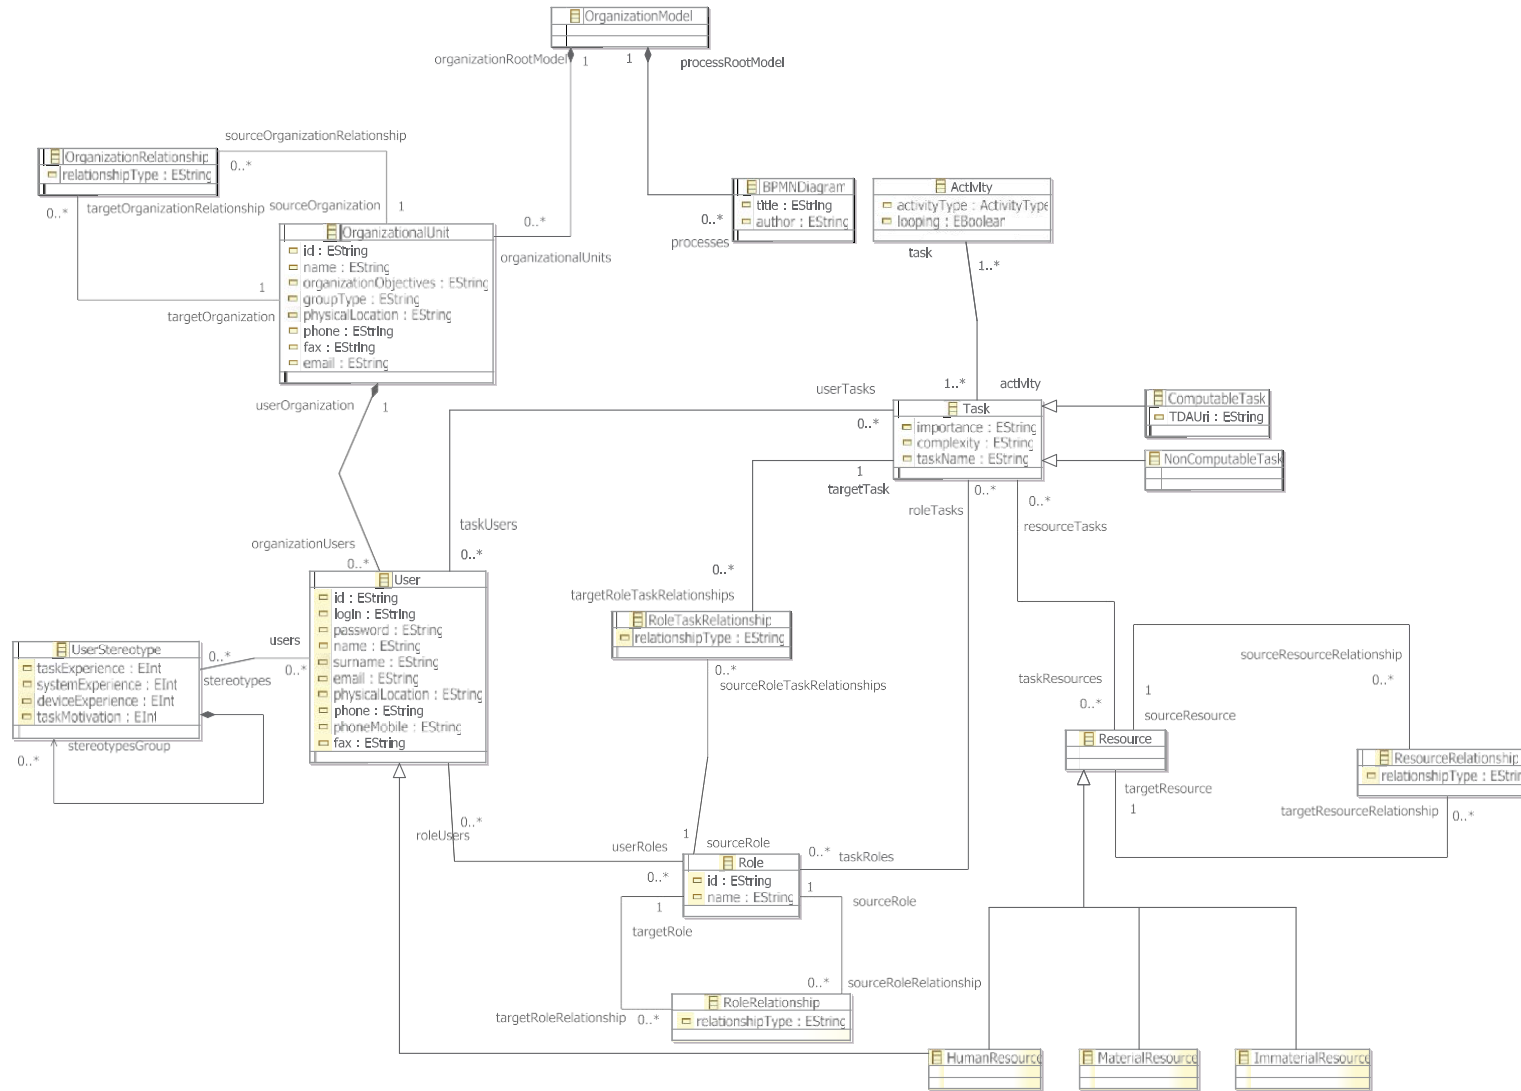 OrganizationModel
organizationRootModel
1
1
processRootModel
sourceOrganizationRelationship
OrganizationRelationship
relationshipType : EString
0..*
0..*
targetOrganizationRelationship
sourceOrganization
1
OrganizationalUnit
id : EString
name : EString
organizationObjectives : EString
groupType : EString
physicalLocation : EString
phone : EString
fax : EString
email : EString
1
targetOrganization
0..*
organizationalUnits
BPMNDiagram
title : EString
author : EString
0..*
processes
Activity
activityType : ActivityType
looping : EBoolean
task
1..*
1..*
activity
userOrganization
1
userTasks
0..*
Task
importance : EString
complexity : EString
taskName : EString
ComputableTask
TDAUri : EString
NonComputableTask
1
targetTask
0..*
roleTasks
0..*
resourceTasks
taskUsers
0..*
organizationUsers
0..*
User
id : EString
login : EString
password : EString
name : EString
surname : EString
email : EString
physicalLocation : EString
phone : EString
phoneMobile : EString
fax : EString
0..*
targetRoleTaskRelationships
RoleTaskRelationship
relationshipType : EString
0..*
sourceRoleTaskRelationships
UserStereotype
taskExperience : EInt
systemExperience : EInt
deviceExperience : EInt
taskMotivation : EInt
users
0..*
0..*
stereotypes
stereotypesGroup
0..*
sourceResourceRelationship
0..*
taskResources
0..*
1
sourceResource
Resource
ResourceRelationship
relationshipType : EStrin
targetResource
1
targetResourceRelationship
0..*
0..*
roleUsers
1
sourceRole
userRoles
0..*
0..*
taskRoles
Role
id : EString
name : EString
1
sourceRole
1
targetRole
0..*
sourceRoleRelationship
RoleRelationship
relationshipType : EString
targetRoleRelationship
0..*
HumanResource
MaterialResource
ImmaterialResource